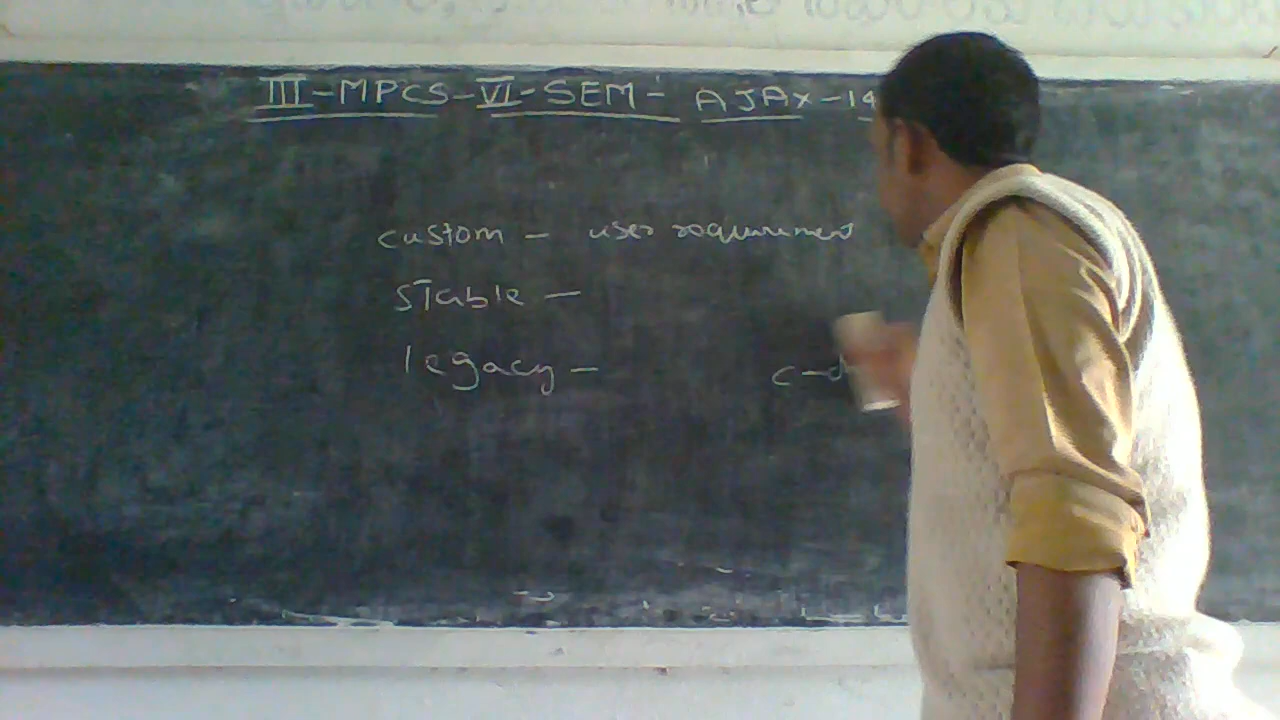 III-MPCS-VI-SEM- AJAX-14
custom - user requirement
STable -
legacy - c-d